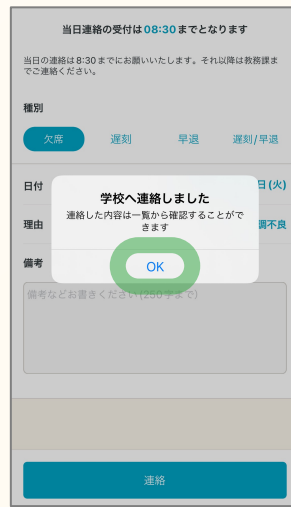 当日連絡の受付は08:30までとなります
当日の連絡は8:30までにお願いいたします。それ以降は教務課ま
でご連絡ください。
種別
欠席 遅刻 早退 遅刻/早退
日付 日(火)
学校へ連絡しました
連絡した内容は一覧から確認することがで
きます
理由 調不良
OK
備考
備考などお書きください(250字まで)
連絡